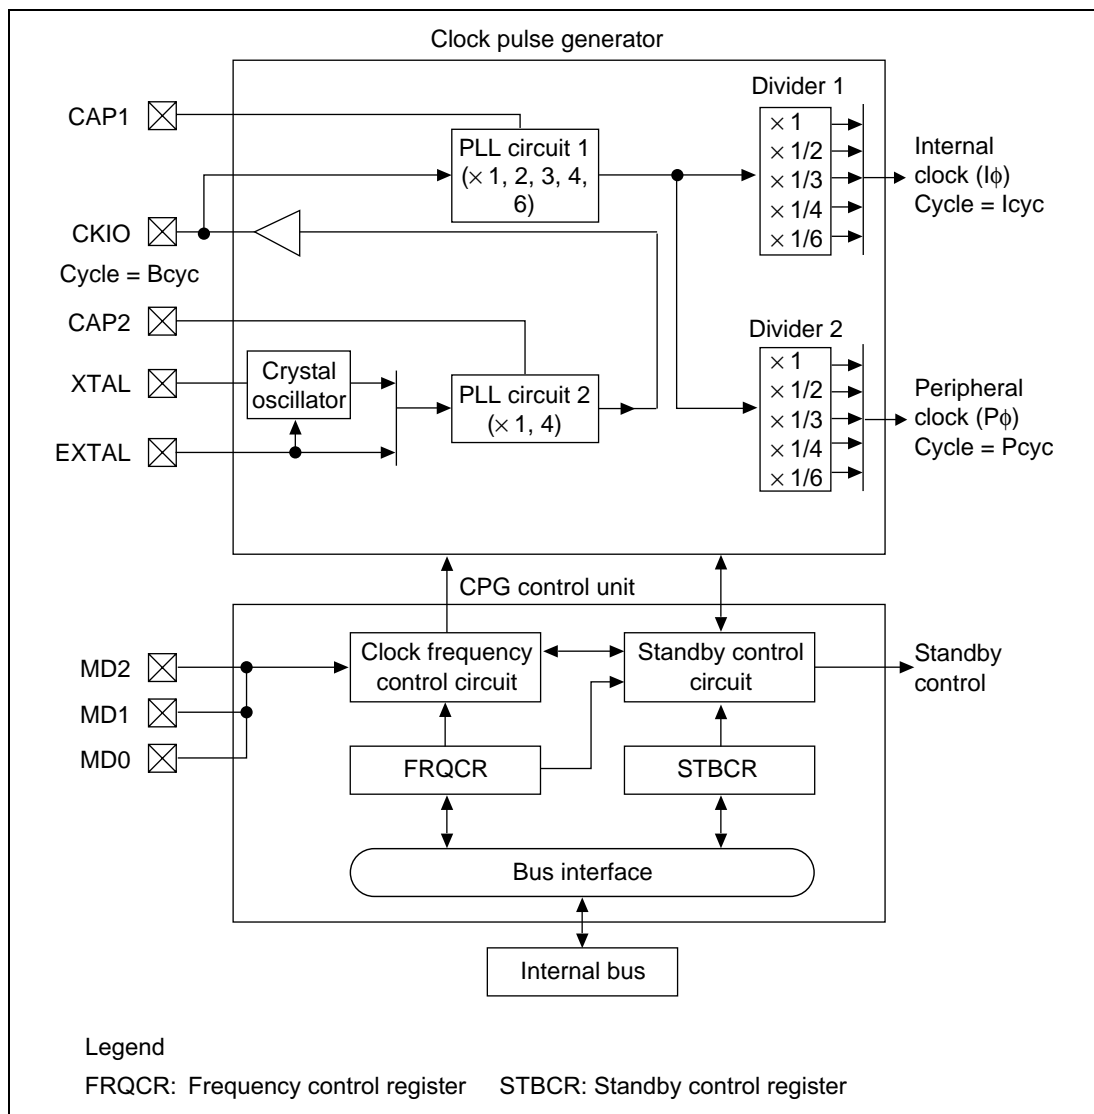 Clock pulse generator
CAP1
CKIO
Cycle = Bcyc
CAP2
XTAL
EXTAL
PLL circuit 1
(× 1, 2, 3, 4,
6)
Crystal
oscillator
PLL circuit 2
(× 1, 4)
Divider 1
× 1
× 1/2
× 1/3
× 1/4
× 1/6
Internal
clock (Iϕ)
Cycle = Icyc
Divider 2
× 1
× 1/2
× 1/3
× 1/4
× 1/6
Peripheral
clock (Pϕ)
Cycle = Pcyc
CPG control unit
MD2
MD1
MD0
Clock frequency
control circuit
Standby control
circuit
Standby
control
FRQCR
STBCR
Bus interface
Internal bus
Legend
FRQCR: Frequency control register STBCR: Standby control register